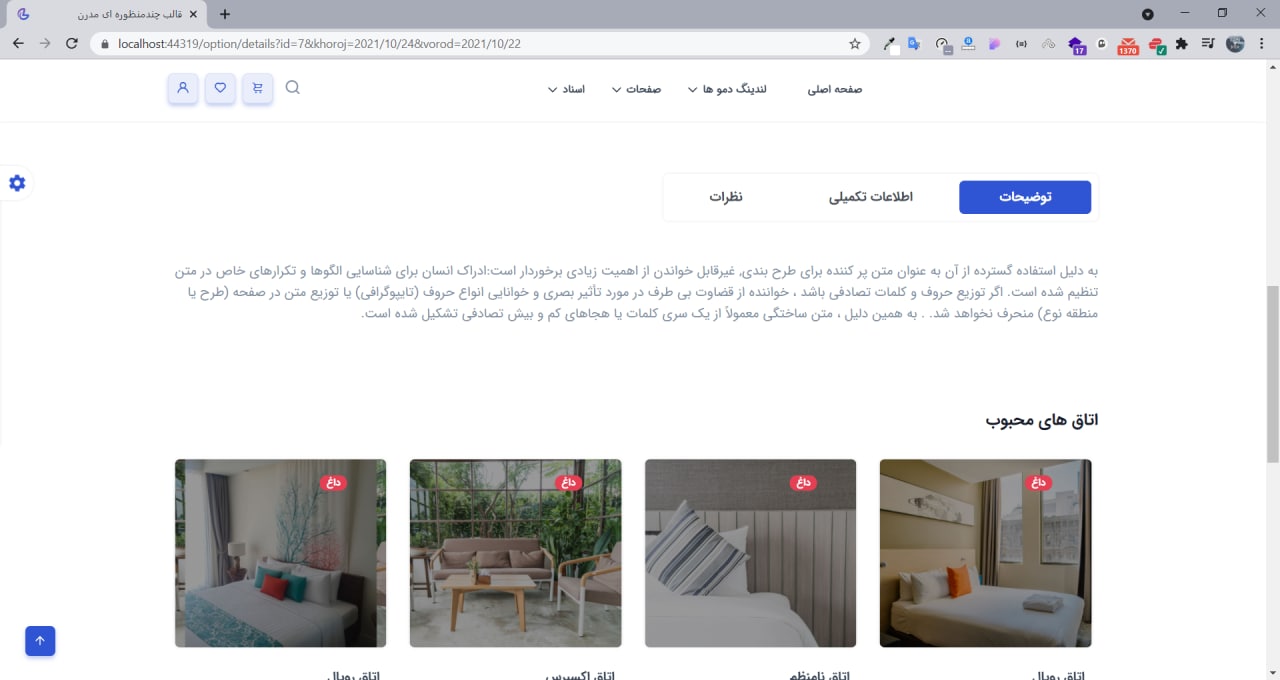 قالب چندمنظوره ای مدرن
localhost:44319/option/details?id=7&khoroj=2021/10/24&vorod=2021/10/22
17
1370
صفحه اصلی
لندینگ دمو ها
صفحات
اسناد
توضیحات
اطلاعات تکمیلی
نظرات
به دلیل استفاده گسترده از آن به عنوان متن پر کننده برای طرح بندی, غیرقابل خواندن از اهمیت زیادی برخوردار است:ادراک انسان برای شناسایی الگوها و تکرارهای خاص در متن
تنظیم شده است. اگر توزیع حروف و کلمات تصادفی باشد ، خواننده از قضاوت بی طرف در مورد تأثیر بصری و خوانایی انواع حروف (تایپوگرافی) یا توزیع متن در صفحه (طرح یا
منطقه نوع) منحرف نخواهد شد. . به همین دلیل ، متن ساختگی معمولاً از یک سری کلمات یا هجاهای کم و بیش تصادفی تشکیل شده است.
اتاق های محبوب
داغ
داغ
داغ
داغ
اتاق رویال
اتاق نامنظم
اتاق اکسپرس
اتاق رویال